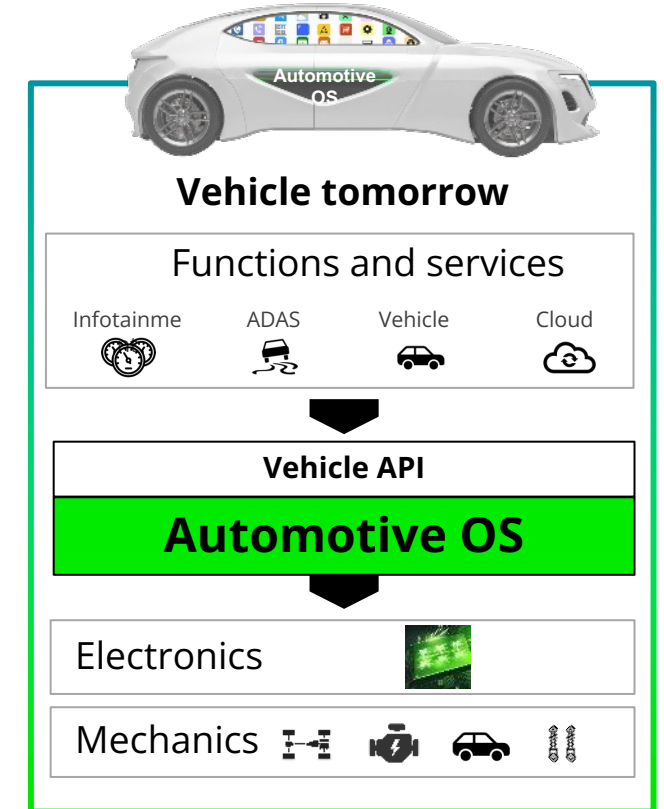 Automotive
OS
Vehicle tomorrow
Functions and services
Infotainme
ADAS
Vehicle
Cloud
Vehicle API
Automotive OS
Electronics
Mechanics